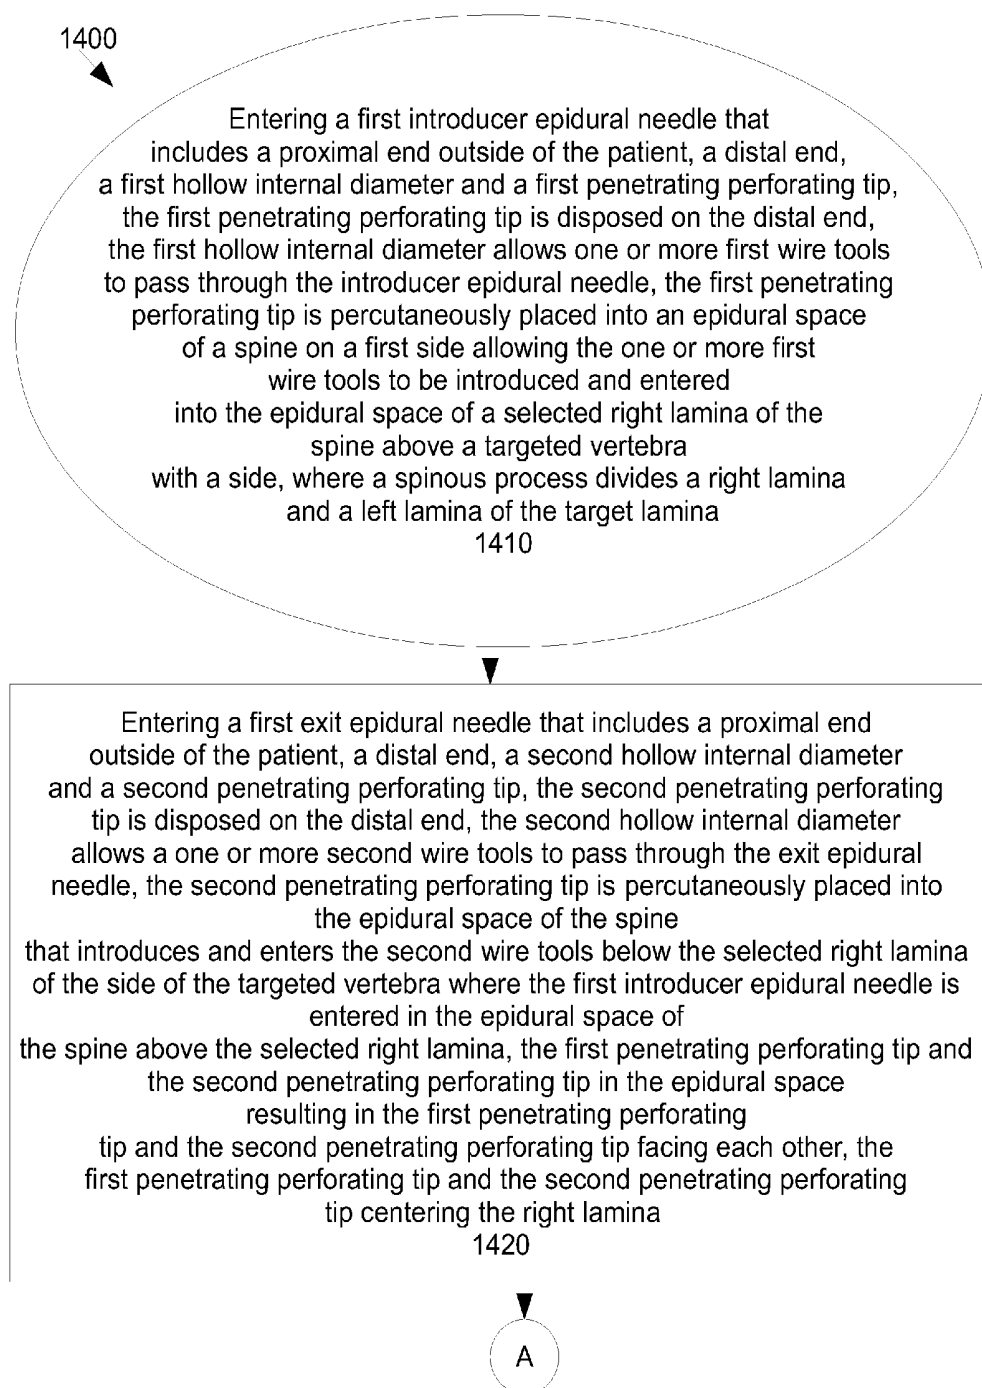 1400
Entering a first introducer epidural needle that
includes a proximal end outside of the patient, a distal end,
a first hollow internal diameter and a first penetrating perforating tip,
the first penetrating perforating tip is disposed on the distal end,
the first hollow internal diameter allows one or more first wire tools
to pass through the introducer epidural needle, the first penetrating
perforating tip is percutaneously placed into an epidural space
of a spine on a first side allowing the one or more first
wire tools to be introduced and entered
into the epidural space of a selected right lamina of the
spine above a targeted vertebra
with a side, where a spinous process divides a right lamina
and a left lamina of the target lamina
1410
Entering a first exit epidural needle that includes a proximal end
outside of the patient, a distal end, a second hollow internal diameter
and a second penetrating perforating tip, the second penetrating perforating
tip is disposed on the distal end, the second hollow internal diameter
allows a one or more second wire tools to pass through the exit epidural
needle, the second penetrating perforating tip is percutaneously placed into
the epidural space of the spine
that introduces and enters the second wire tools below the selected right lamina
of the side of the targeted vertebra where the first introducer epidural needle is
entered in the epidural space of
the spine above the selected right lamina, the first penetrating perforating tip and
the second penetrating perforating tip in the epidural space
resulting in the first penetrating perforating
tip and the second penetrating perforating tip facing each other, the
first penetrating perforating tip and the second penetrating perforating
tip centering the right lamina
1420
A